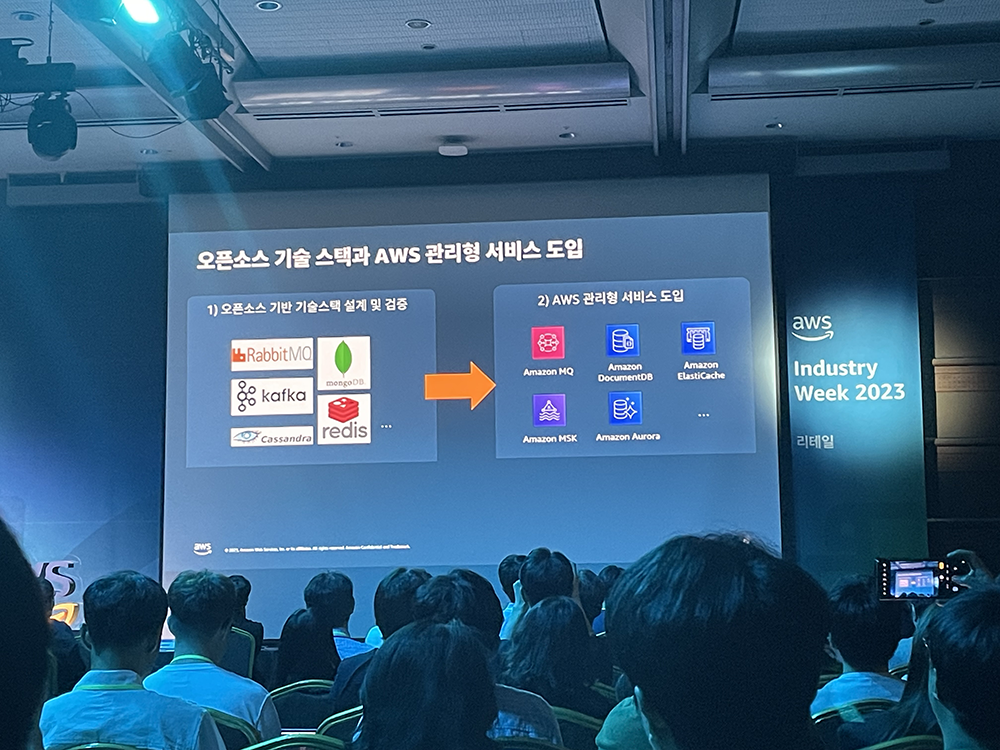 오픈소스 기술 스택과 AWS 관리형 서비스 도입
1) 오픈소스 기반 기술스택 설계 및 검증
RabbitMQ
mongoDB
kafka
Cassandra
redis
...
2) AWS 관리형 서비스 도입
Amazon MQ
Amazon
DocumentDB
Amazon
ElastiCache
Amazon MSK
Amazon Aurora
...
aws
© 2023, Amazon Web Services, Inc. or its affiliates. All rights reserved. Amazon Confidential and Trademark.
aws
Industry
Week 2023
리테일